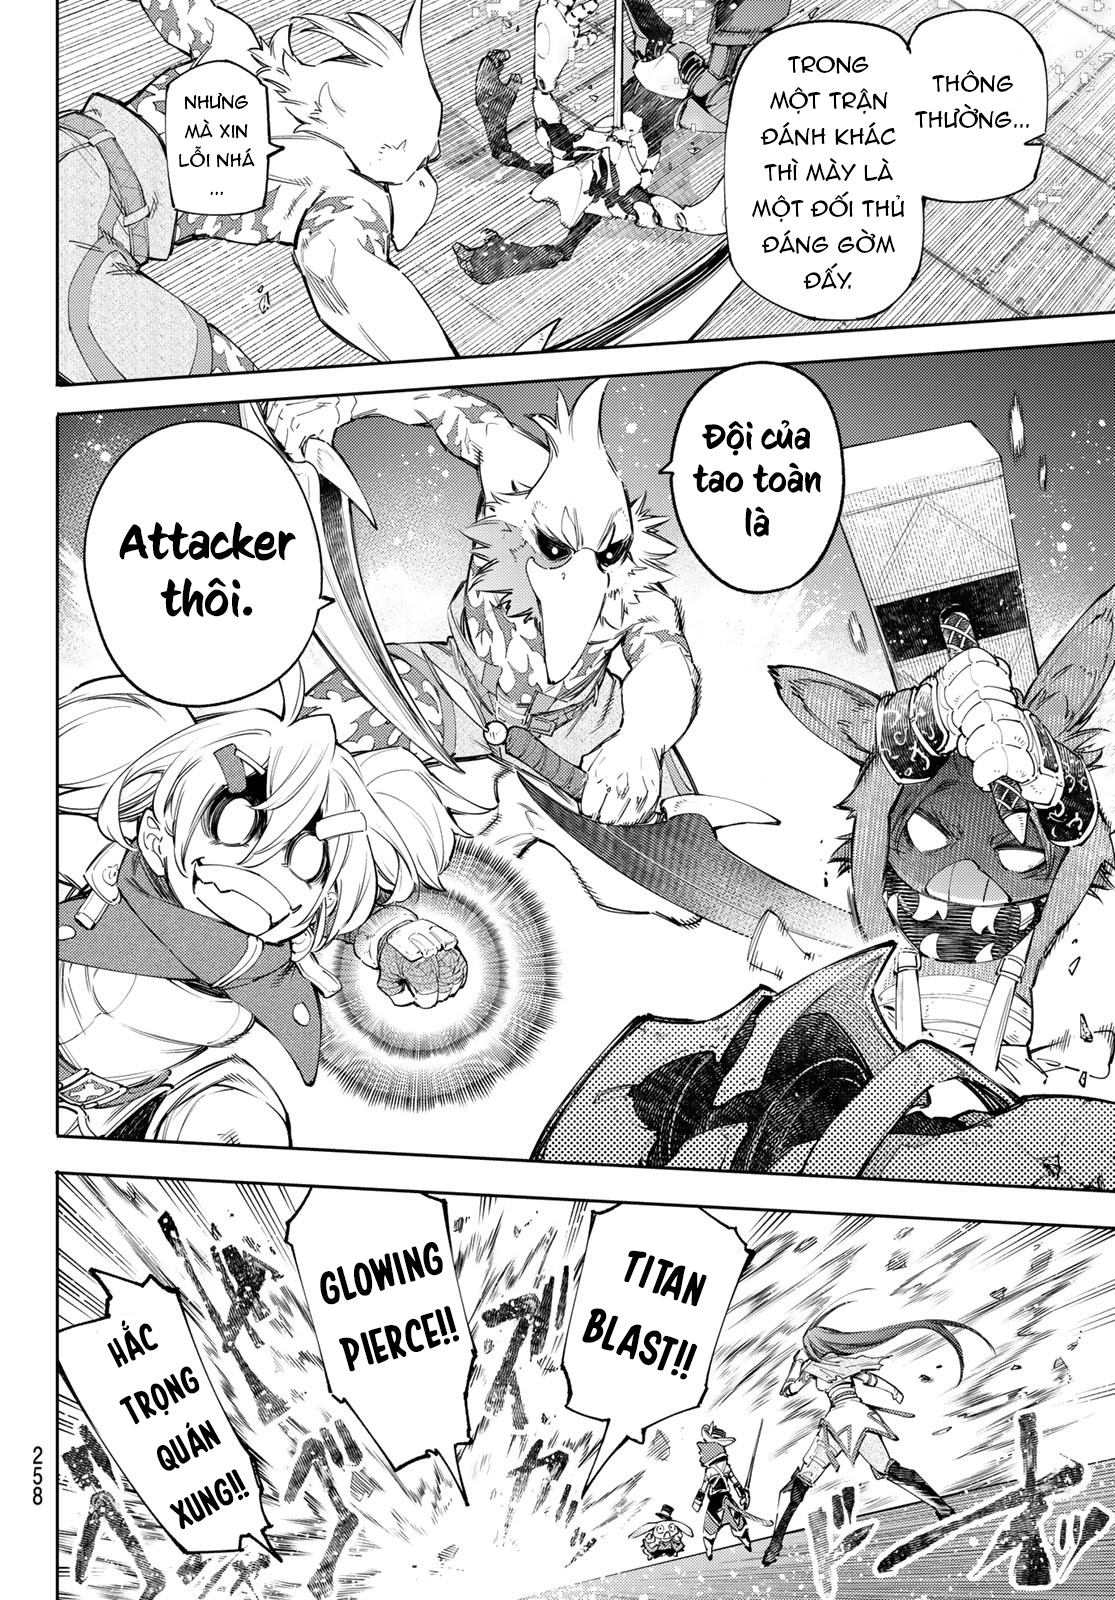 THÔNG
THƯỜNG...
TRONG
MỘT TRẬN
ĐÁNH KHÁC
THÌ MÀY LÀ
MỘT ĐỐI THỦ
ĐÁNG GỜM
ĐẤY.
NHƯNG
MÀ XIN
LỖI NHÁ
...
Đội của
tao toàn
là
Attacker
thôi.
TITAN
BLAST!!
GLOWING
PIERCE!!
HẮC
TRỌNG
QUÁN
XUNG!!
258